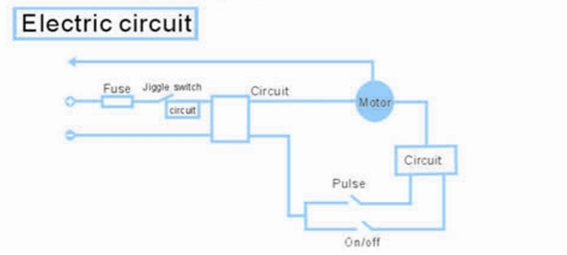 Electric circuit
Fuse
Jiggle switch
circuit
Circuit
Motor
Circuit
Pulse
On/off